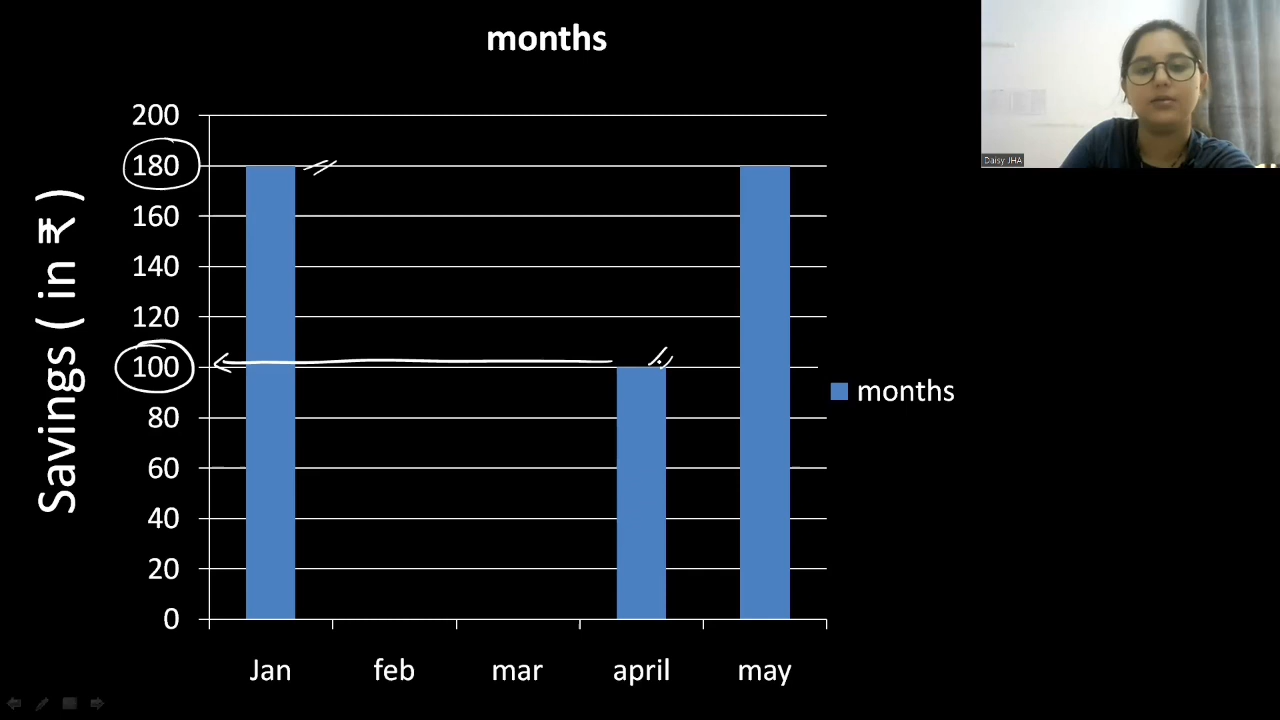 months
200
180
160
140
120
100
80
60
40
20
0
Savings ( in ₹ )
Jan feb mar april may
months
Daisy JHA